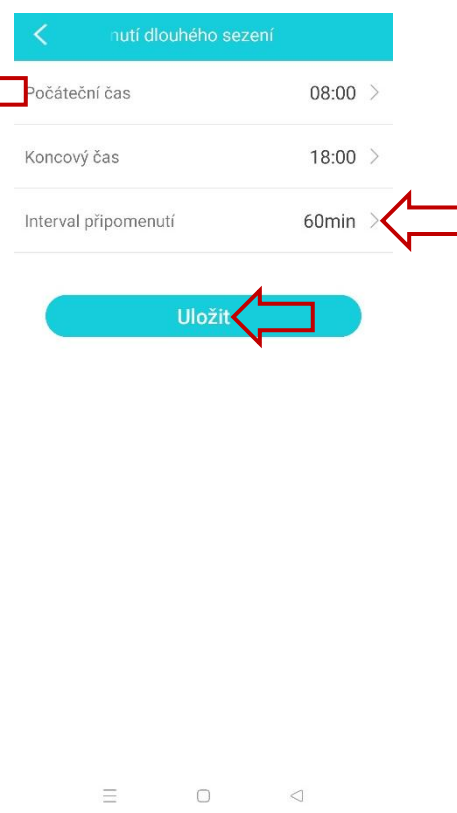 nutí dlouhého sezení
Počáteční čas 08:00
Koncový čas 18:00
Interval připomenutí 60min
Uložit